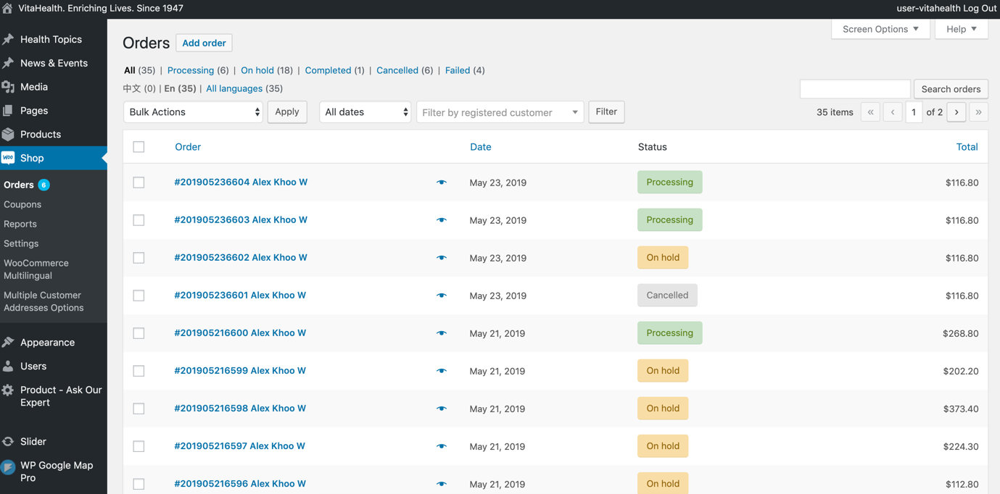 VitaHealth. Enriching Lives. Since 1947
user-vitahealth Log Out
Health Topics
News & Events
Media
Pages
Products
Woo
Shop
Orders 6
Coupons
Reports
Settings
WooCommerce
Multilingual
Multiple Customer
Addresses Options
Appearance
Users
Product - Ask Our
Expert
Slider
WP Google Map
Pro
Screen Options ▼
Help ▼
Orders Add order
All (35) | Processing (6) | On hold (18) | Completed (1) | Cancelled (6) | Failed (4)
中文 (0) | En (35) | All languages (35)
Search orders
Bulk Actions Apply All dates Filter by registered customer Filter
35 items « ‹ 1 of 2 › »
Order Date Status Total
#201905236604 Alex Khoo W May 23, 2019 Processing $116.80
#201905236603 Alex Khoo W May 23, 2019 Processing $116.80
#201905236602 Alex Khoo W May 23, 2019 On hold $116.80
#201905236601 Alex Khoo W May 23, 2019 Cancelled $116.80
#201905216600 Alex Khoo W May 21, 2019 Processing $268.80
#201905216599 Alex Khoo W May 21, 2019 On hold $202.20
#201905216598 Alex Khoo W May 21, 2019 On hold $373.40
#201905216597 Alex Khoo W May 21, 2019 On hold $224.30
#201905216596 Alex Khoo W May 21, 2019 On hold $112.80